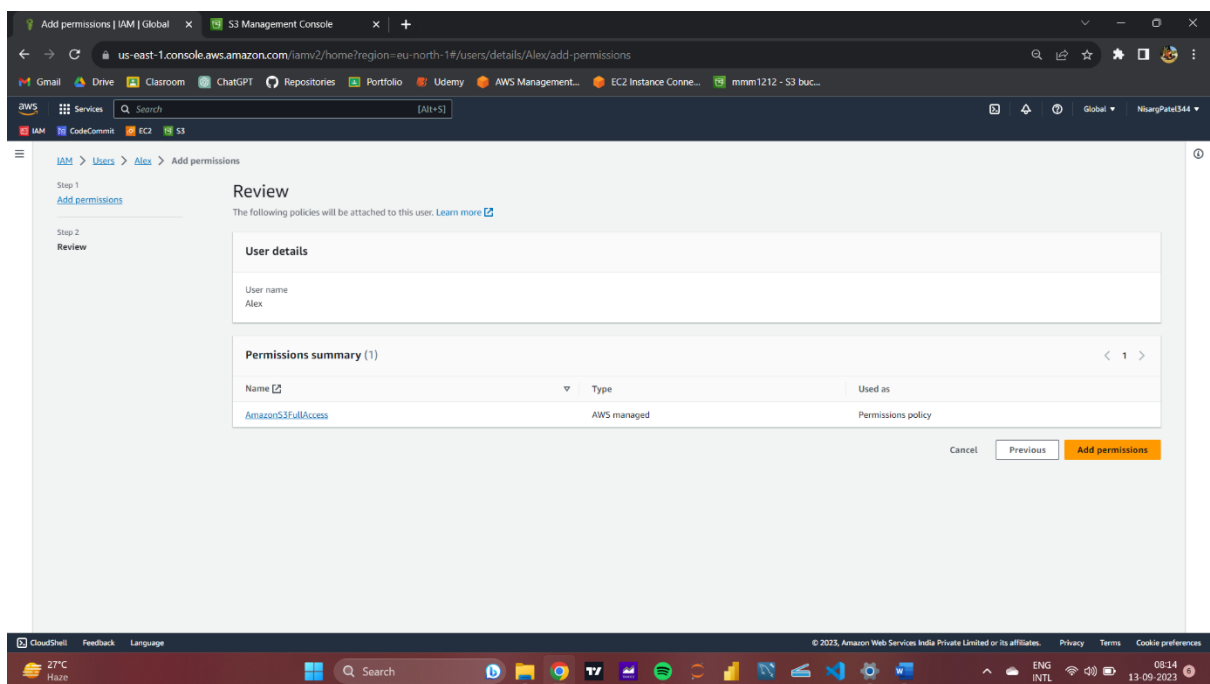 Add permissions | IAM | Global
S3 Management Console
us-east-1.console.aws.amazon.com/iamv2/home?region=eu-north-1#/users/details/Alex/add-permissions
Gmail Drive Clasroom ChatGPT Repositories Portfolio Udemy AWS Management... EC2 Instance Conne... mmm1212 - S3 buc...
aws Services Search [Alt+S] Global NisargPatel344
IAM CodeCommit EC2 S3
IAM > Users > Alex > Add permissions
Step 1
Add permissions
Step 2
Review
Review
The following policies will be attached to this user. Learn more
User details
User name
Alex
Permissions summary (1)
< 1 >
Name Type Used as
AmazonS3FullAccess AWS managed Permissions policy
Cancel Previous Add permissions
CloudShell Feedback Language © 2023, Amazon Web Services India Private Limited or its affiliates. Privacy Terms Cookie preferences
27°C
Haze
Search
ENG
INTL
08:14
13-09-2023
6